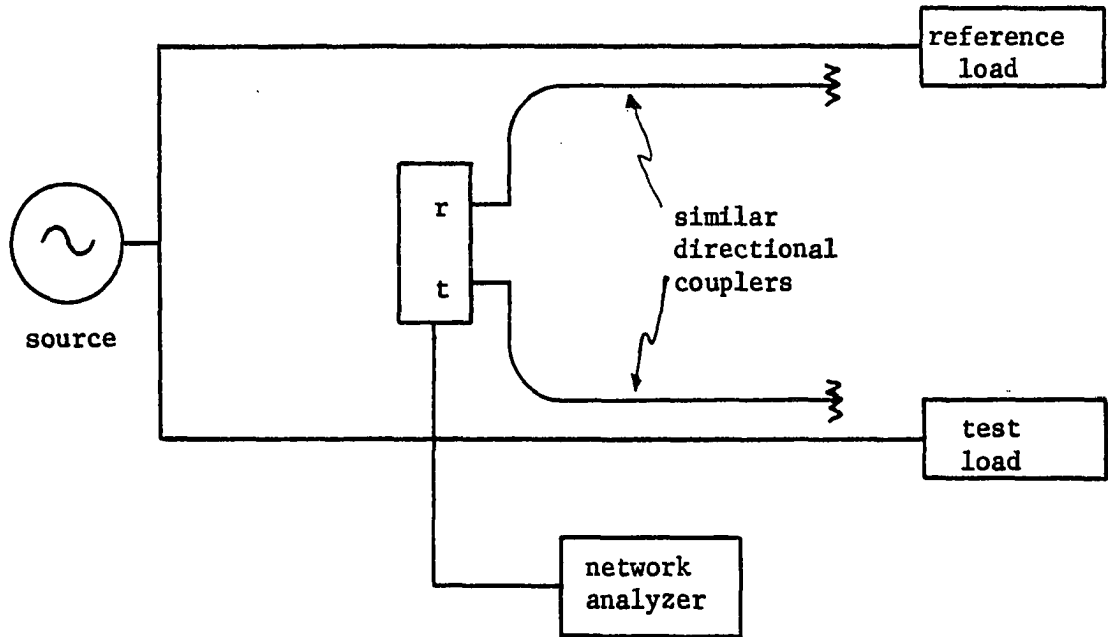 reference
load
r
similar
directional
couplers
t
source
test
load
network
analyzer